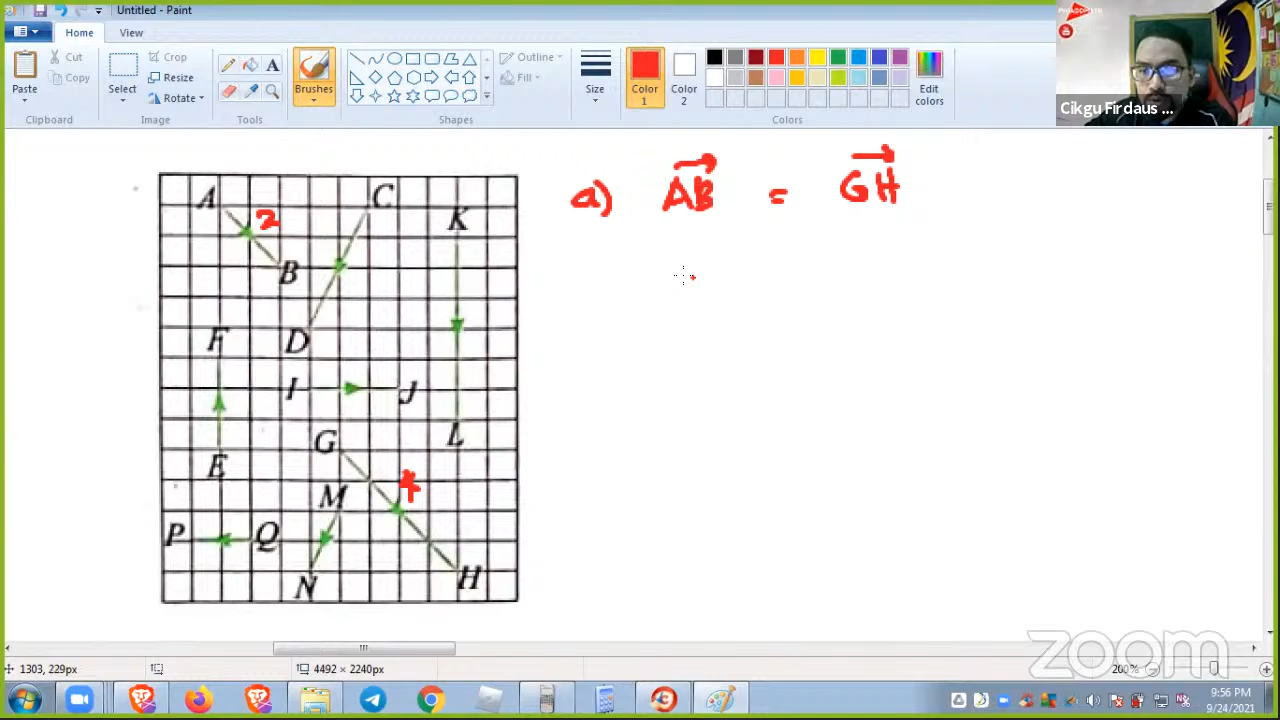 Untitled - Paint
Home View
Paste
Cut
Copy
Clipboard
Select
Crop
Resize
Rotate
Image
Tools
Brushes
Shapes
Outline
Fill
Size
Color 1
Color 2
Edit colors
Colors
Cikgu Firdaus ...
A 2 C K
B
F D
I J
G L
E M 4
P Q
N H
a) AB = GH
zoom
1303, 229px
4492 × 2240px
200%
9:56 PM
9/24/2021